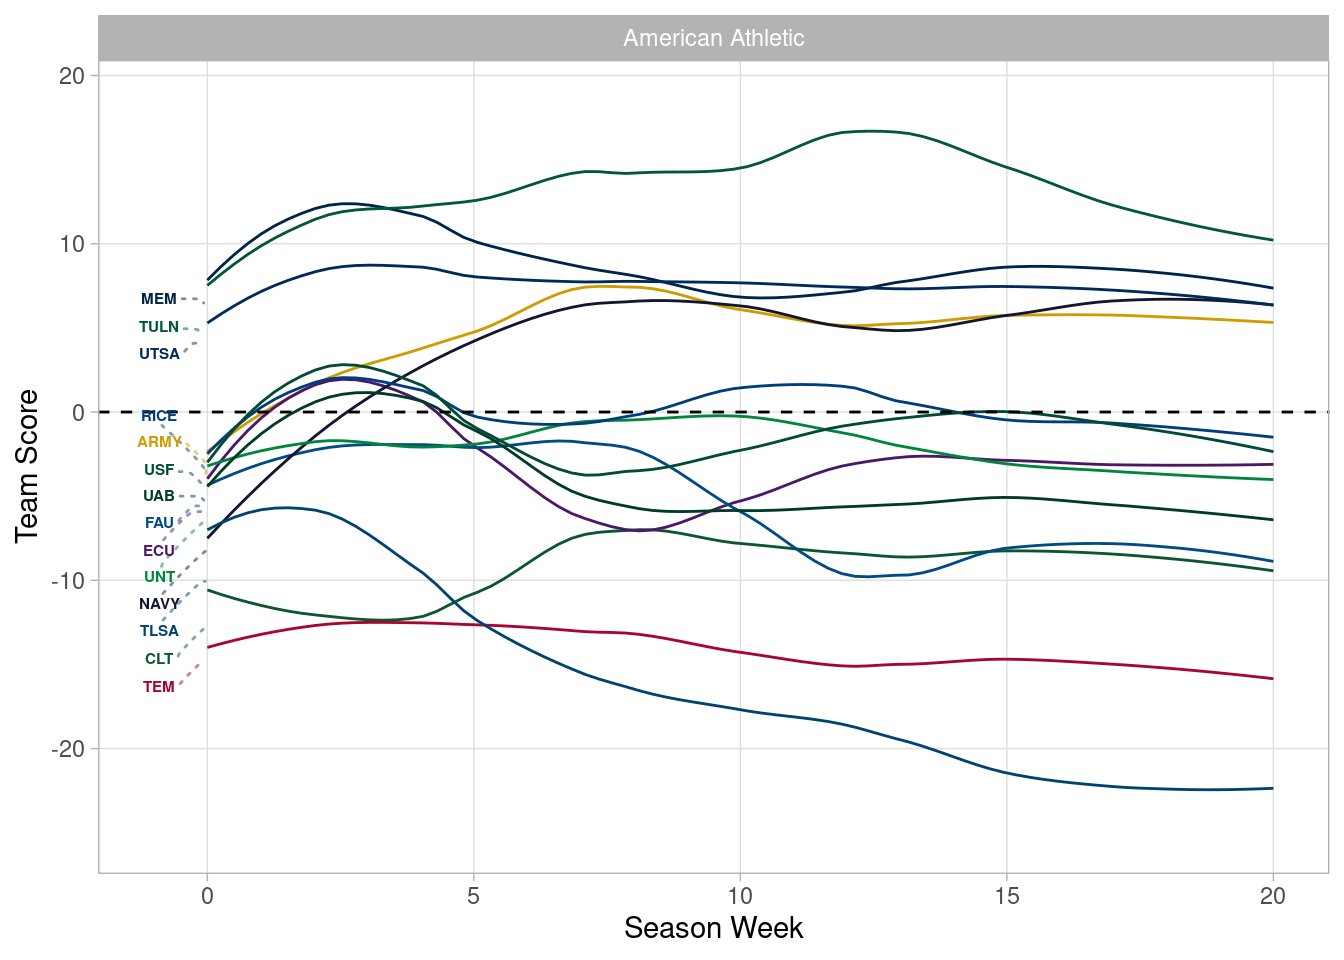 American Athletic
20
10
0
-10
-20
Team Score
MEM
TULN
UTSA
RICE
ARMY
USF
UAB
FAU
ECU
UNT
NAVY
TLSA
CLT
TEM
0 5 10 15 20
Season Week